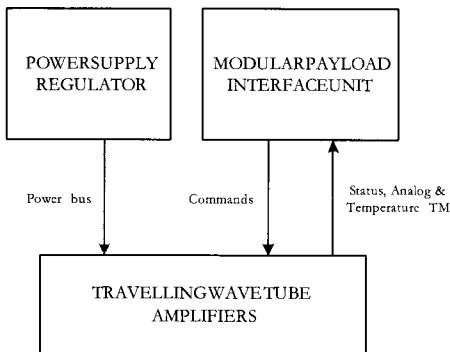 POWERSUPPLY
REGULATOR
MODULARPAYLOAD
INTERFACEUNIT
Power bus
Commands
Status, Analog &
Temperature TM
TRAVELLINGWAVETUBE
AMPLIFIERS